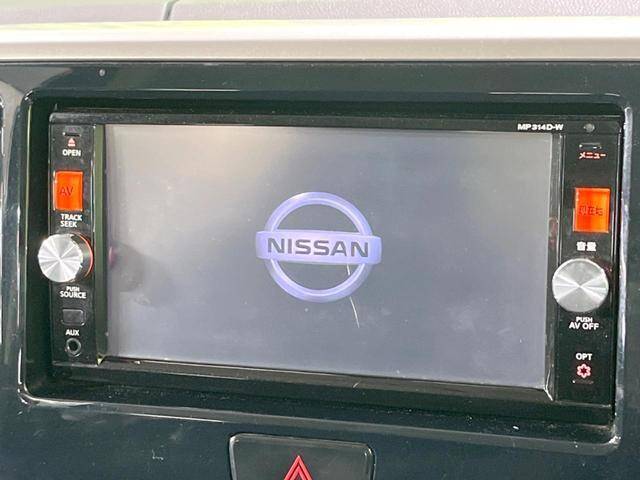 MP314D-W
OPEN
メニュー
AV
現在地
TRACK
SEEK
音量
NISSAN
PUSH
SOURCE
PUSH
AV OFF
AUX
OPT